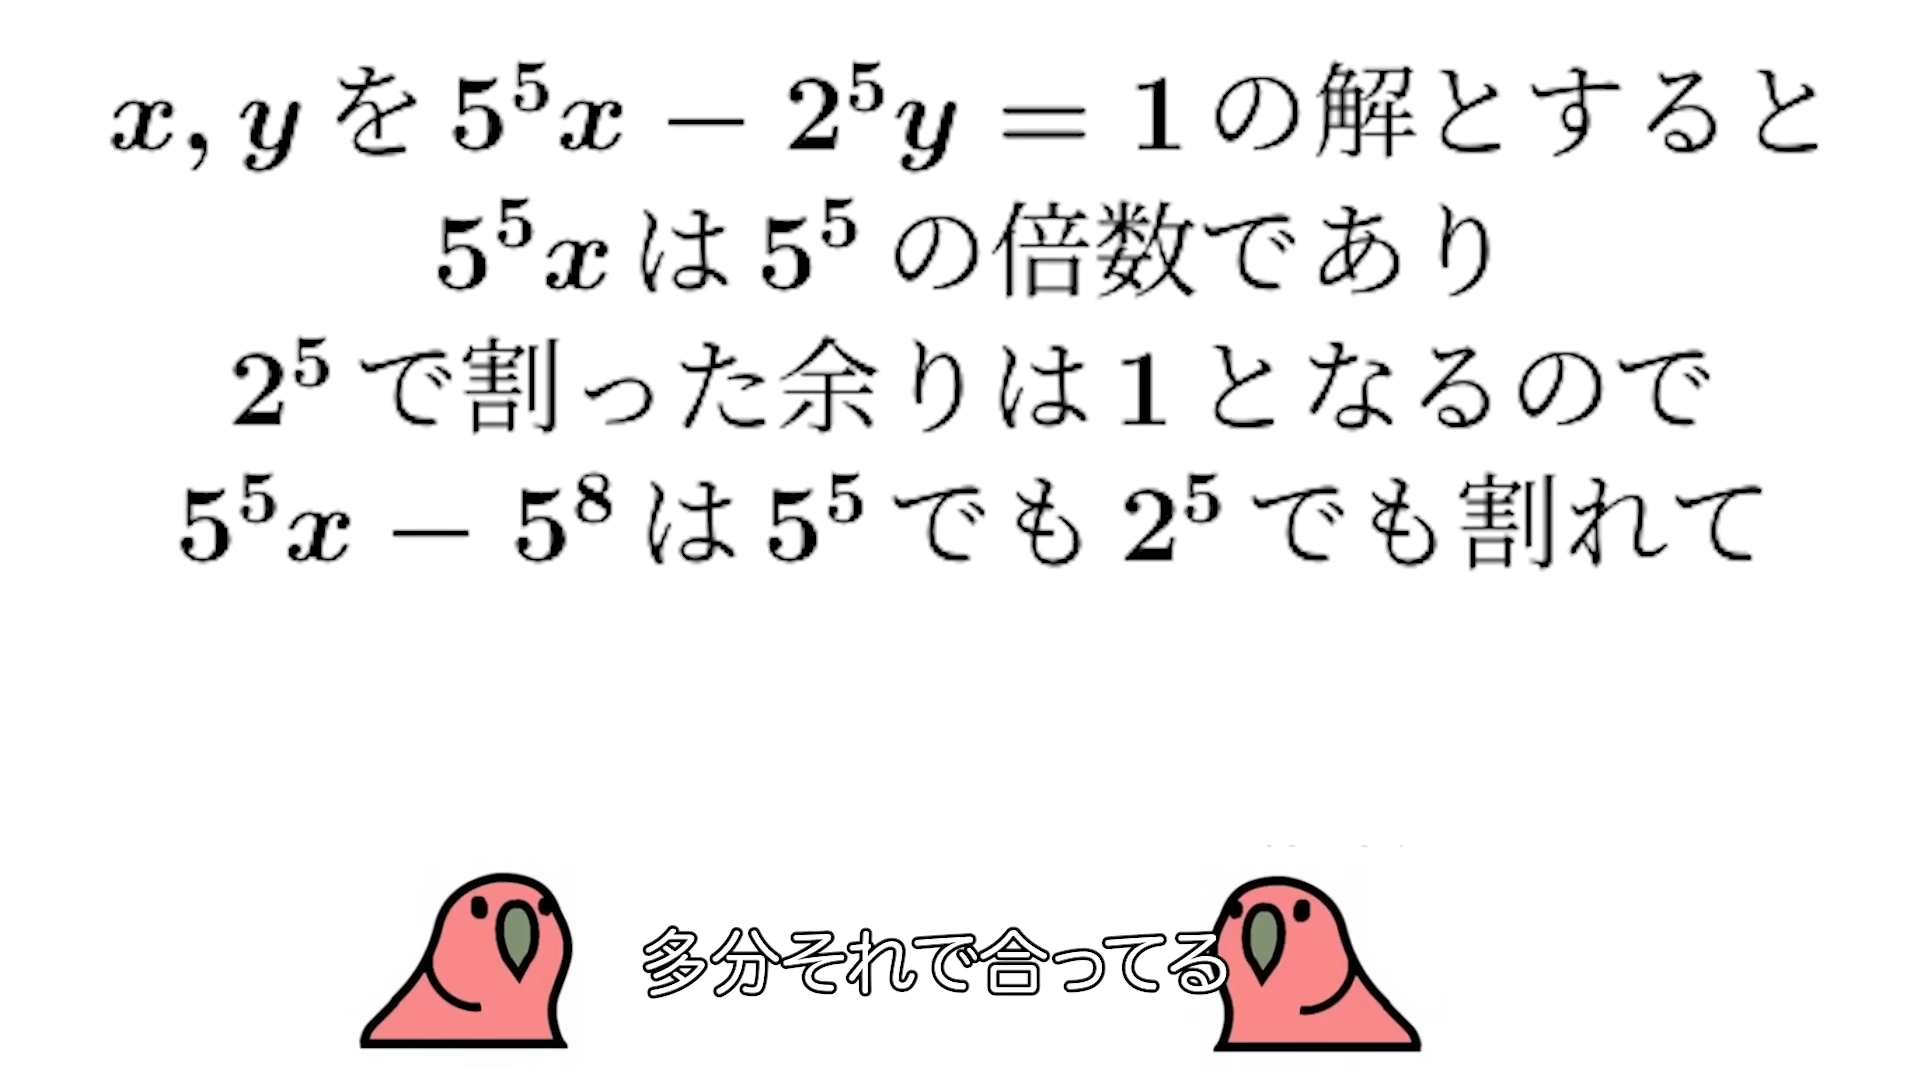 x, y を 5⁵x − 2⁵y = 1 の解とすると
5⁵x は 5⁵ の倍数であり
2⁵ で割った余りは 1 となるので
5⁵x − 5⁸ は 5⁵ でも 2⁵ でも割れて
多分それで合ってる